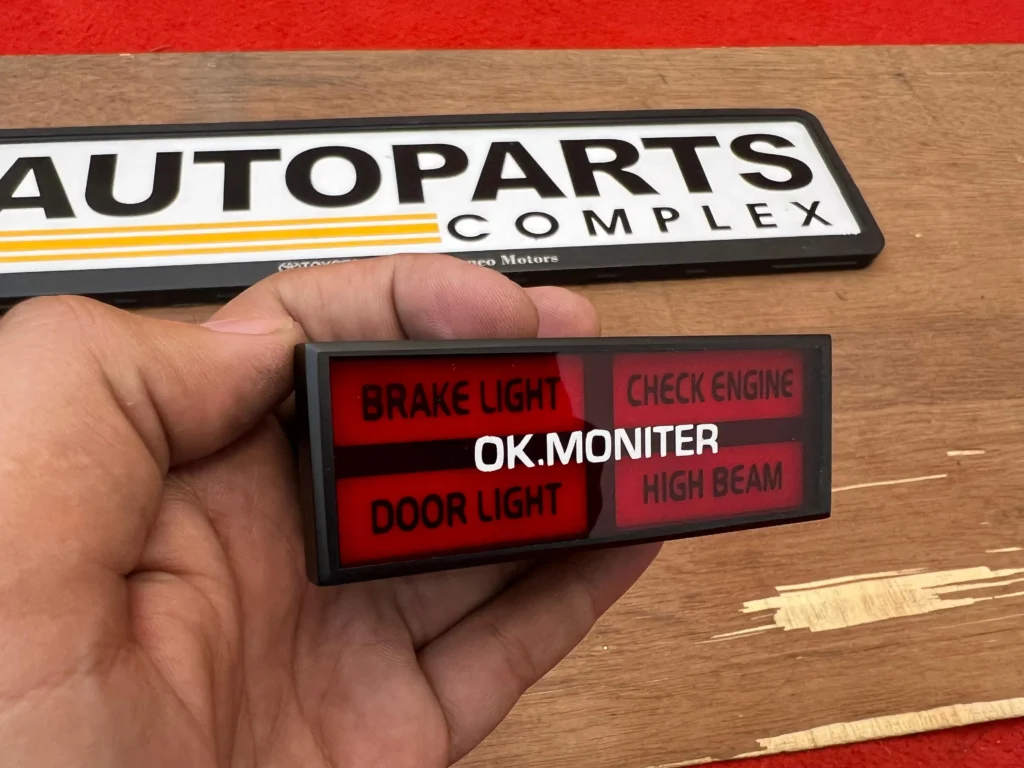 AUTOPARTS
COMPLEX
Motors
BRAKE LIGHT
CHECK ENGINE
OK.MONITER
DOOR LIGHT
HIGH BEAM